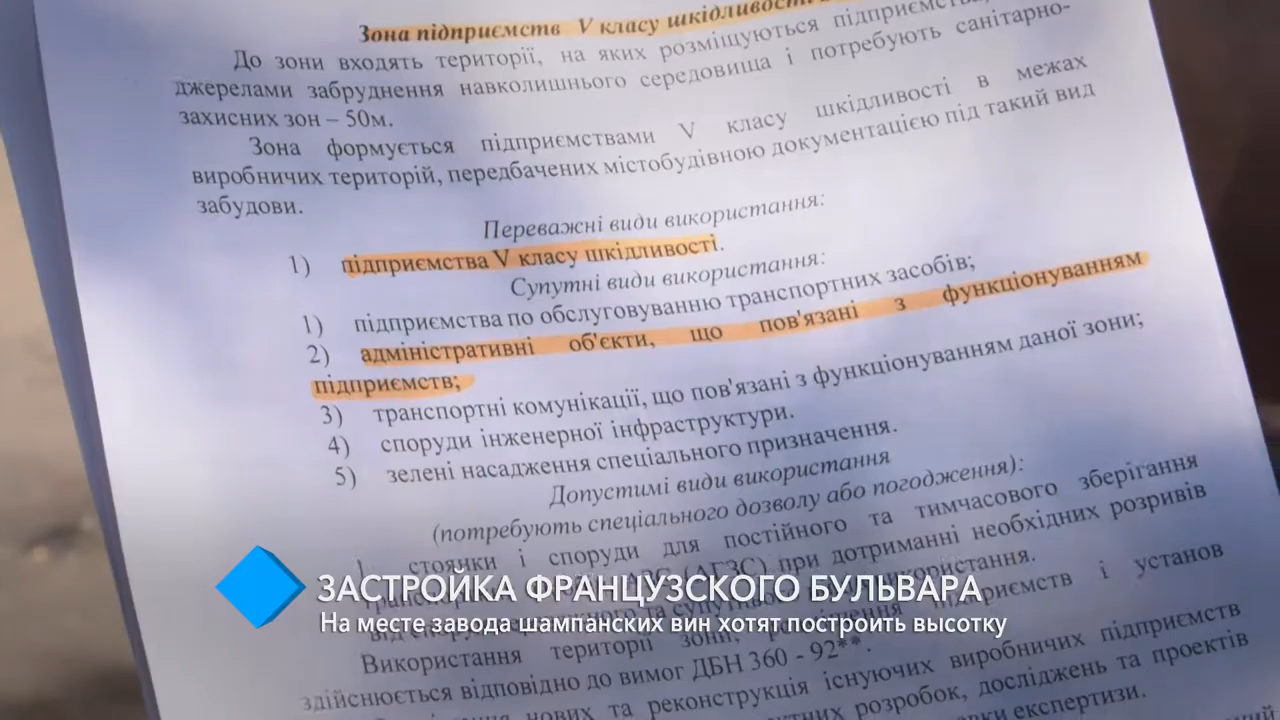 Зона підприємств V класу шкідливості
До зони входять території, на яких розміщуються підприємства,
джерелами забруднення навколишнього середовища і потребують санітарно-
захисних зон – 50м.
Зона формується підприємствами V класу шкідливості в межах
виробничих територій, передбачених містобудівною документацією під такий вид
забудови.
Переважні види використання:
1) підприємства V класу шкідливості.
Супутні види використання:
1) підприємства по обслуговуванню транспортних засобів;
2) адміністративні об'єкти, що пов'язані з функціонуванням
підприємств;
3) транспортні комунікації, що пов'язані з функціонуванням даної зони;
4) споруди інженерної інфраструктури.
5) зелені насадження спеціального призначення.
Допустимі види використання
(потребують спеціального дозволу або погодження):
1 стоянки і споруди для постійного та тимчасового зберігання
(АГЗС) при дотриманні необхідних розривів
ЗАСТРОЙКА ФРАНЦУЗСКОГО БУЛЬВАРА
На месте завода шампанских вин хотят построить высотку
підприємств і установ
Використання території зони,
здійснюється відповідно до вимог ДБН 360 - 92**.
нових та реконструкція існуючих виробничих підприємств
розробок, досліджень та проектів
експертизи.